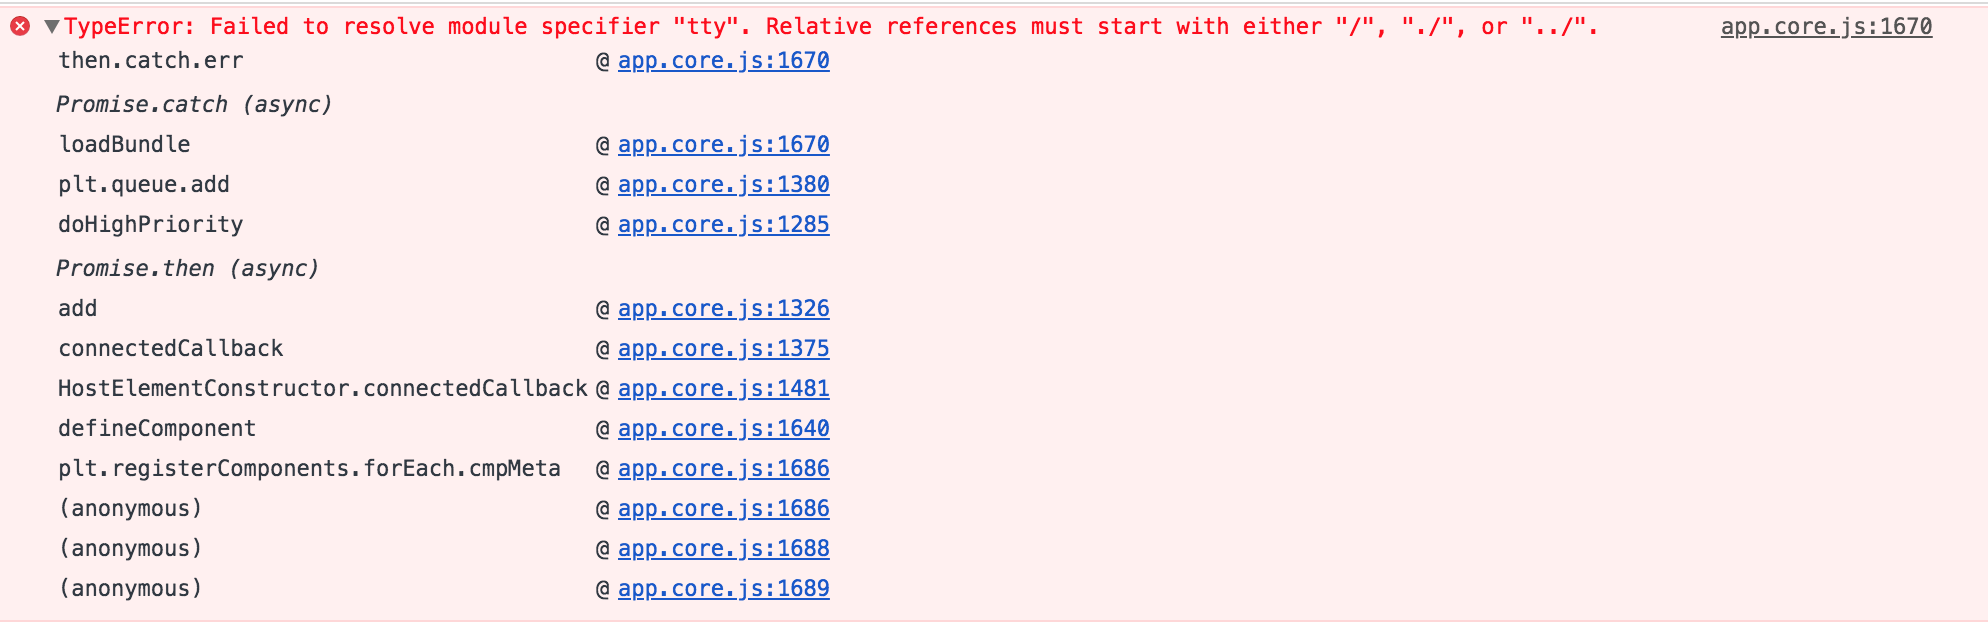 TypeError: Failed to resolve module specifier "tty". Relative references must start with either "/", "./", or "../". app.core.js:1670
then.catch.err @ app.core.js:1670
Promise.catch (async)
loadBundle @ app.core.js:1670
plt.queue.add @ app.core.js:1380
doHighPriority @ app.core.js:1285
Promise.then (async)
add @ app.core.js:1326
connectedCallback @ app.core.js:1375
HostElementConstructor.connectedCallback @ app.core.js:1481
defineComponent @ app.core.js:1640
plt.registerComponents.forEach.cmpMeta @ app.core.js:1686
(anonymous) @ app.core.js:1686
(anonymous) @ app.core.js:1688
(anonymous) @ app.core.js:1689